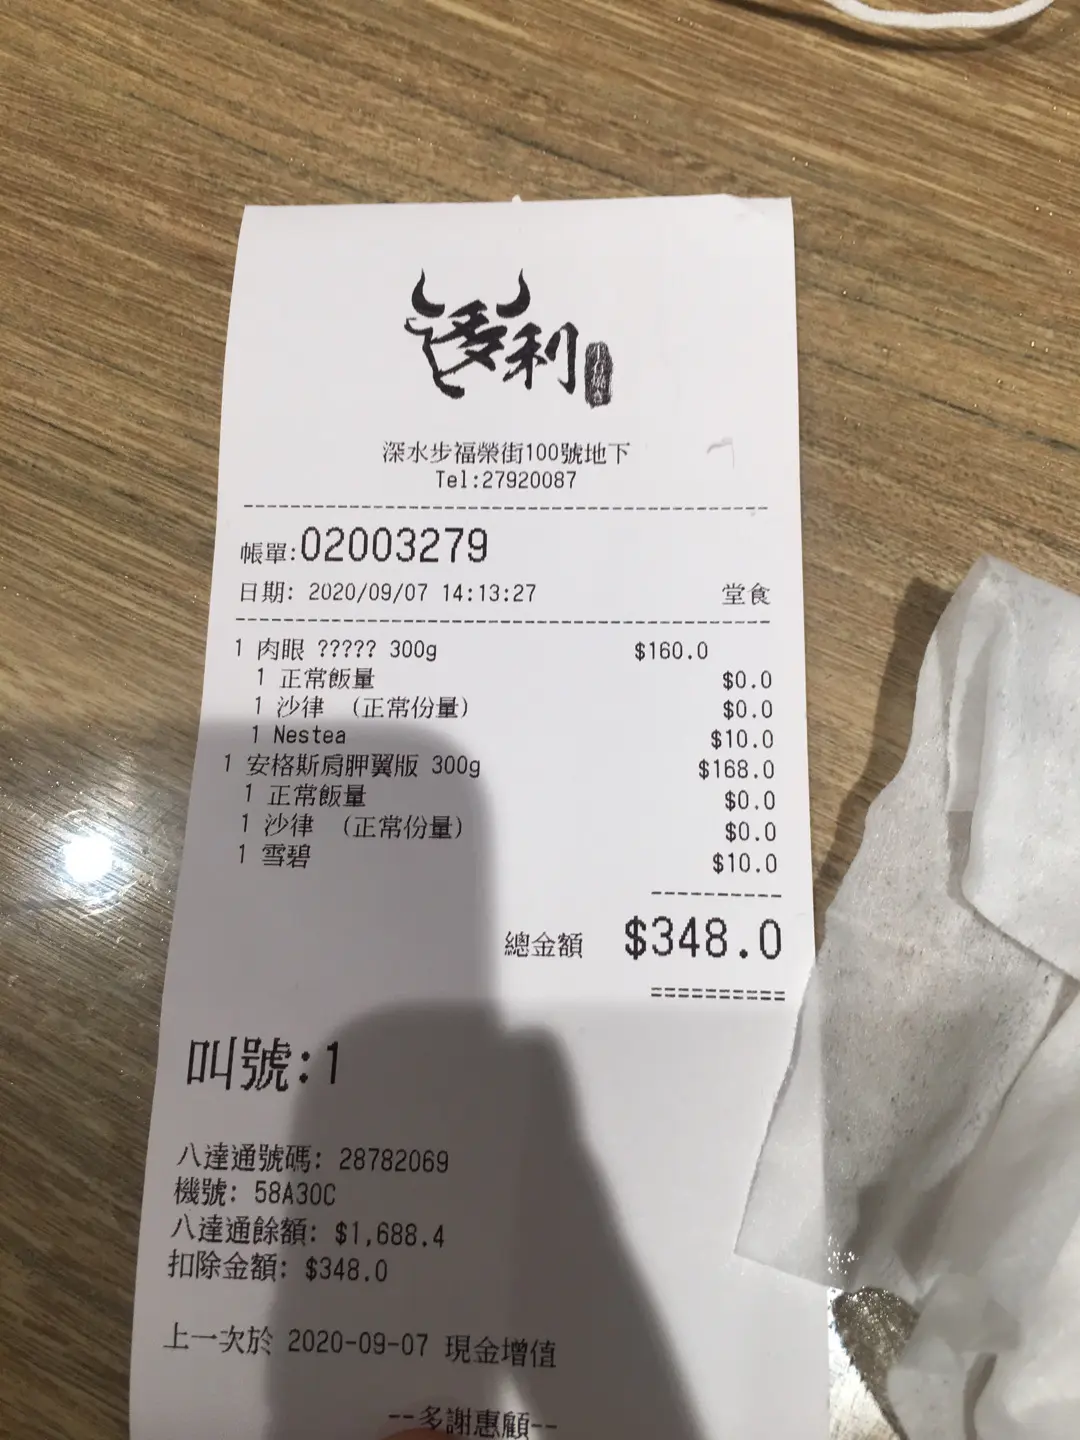 多利
深水步福榮街100號地下
Tel:27920087
帳單:02003279
日期: 2020/09/07 14:13:27 堂食
1 肉眼 ????? 300g $160.0
1 正常飯量 $0.0
1 沙律 (正常份量) $0.0
1 Nestea $10.0
1 安格斯肩胛翼版 300g $168.0
1 正常飯量 $0.0
1 沙律 (正常份量) $0.0
1 雪碧 $10.0
總金額 $348.0
叫號:1
八達通號碼: 28782069
機號: 58A30C
八達通餘額: $1,688.4
扣除金額: $348.0
上一次於 2020-09-07 現金增值
--多謝惠顧--